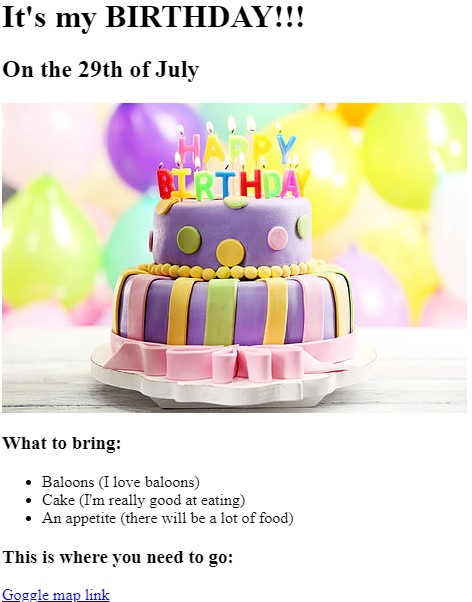 It's my BIRTHDAY!!!
On the 29th of July
HAPPY
BIRTHDAY
What to bring:
Baloons (I love baloons)
Cake (I'm really good at eating)
An appetite (there will be a lot of food)
This is where you need to go:
Goggle map link